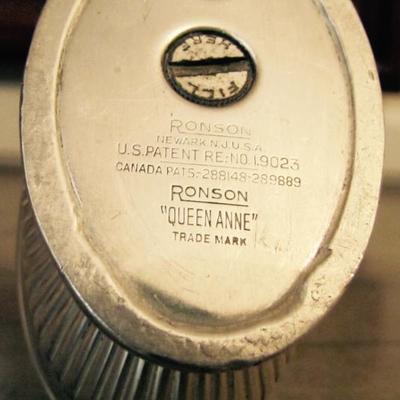 FILL HERE
RONSON
NEWARK N.J. U.S.A.
U.S. PATENT RE: NO. 19023
CANADA PATS.-288148-289889
RONSON
"QUEEN ANNE"
TRADE MARK